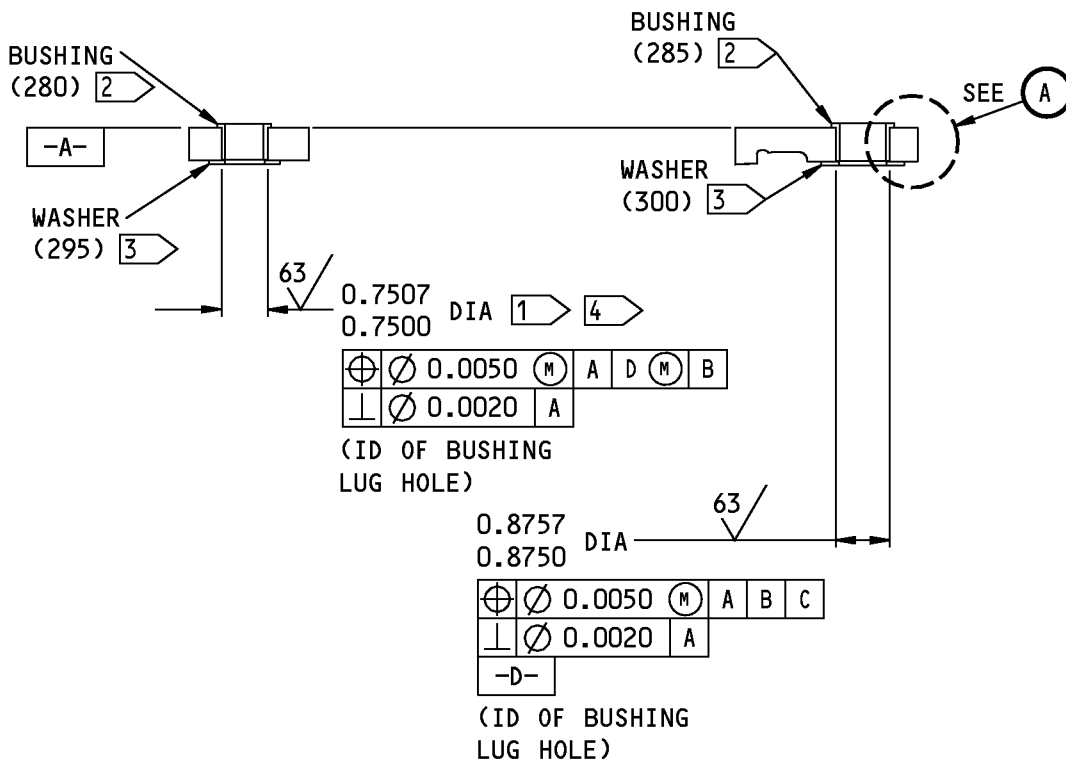 BUSHING
(280) 2
-A-
WASHER
(295) 3
BUSHING
(285) 2
SEE A
WASHER
(300) 3
63
0.7507
0.7500 DIA 1 4
⌖ ⌀ 0.0050 Ⓜ A D Ⓜ B
⊥ ⌀ 0.0020 A
(ID OF BUSHING
LUG HOLE)
63
0.8757
0.8750 DIA
⌖ ⌀ 0.0050 Ⓜ A B C
⊥ ⌀ 0.0020 A
-D-
(ID OF BUSHING
LUG HOLE)